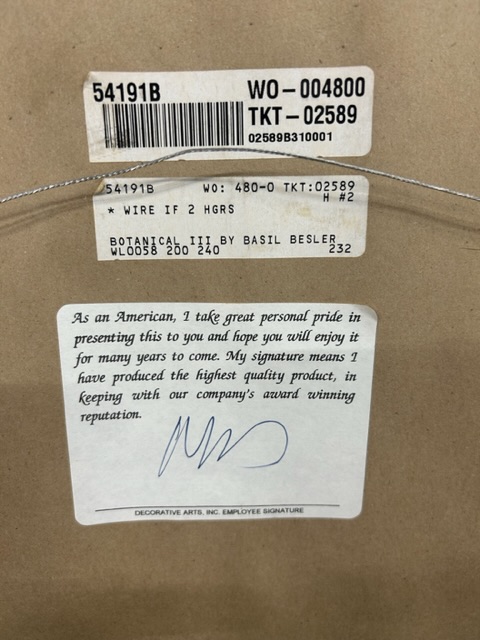 54191B WO-004800
TKT-02589
02589B310001
54191B WO: 480-0 TKT:02589
H #2
* WIRE IF 2 HGRS
BOTANICAL III BY BASIL BESLER
WL0058 200 240 232
As an American, I take great personal pride in
presenting this to you and hope you will enjoy it
for many years to come. My signature means I
have produced the highest quality product, in
keeping with our company's award winning
reputation.
DECORATIVE ARTS, INC. EMPLOYEE SIGNATURE